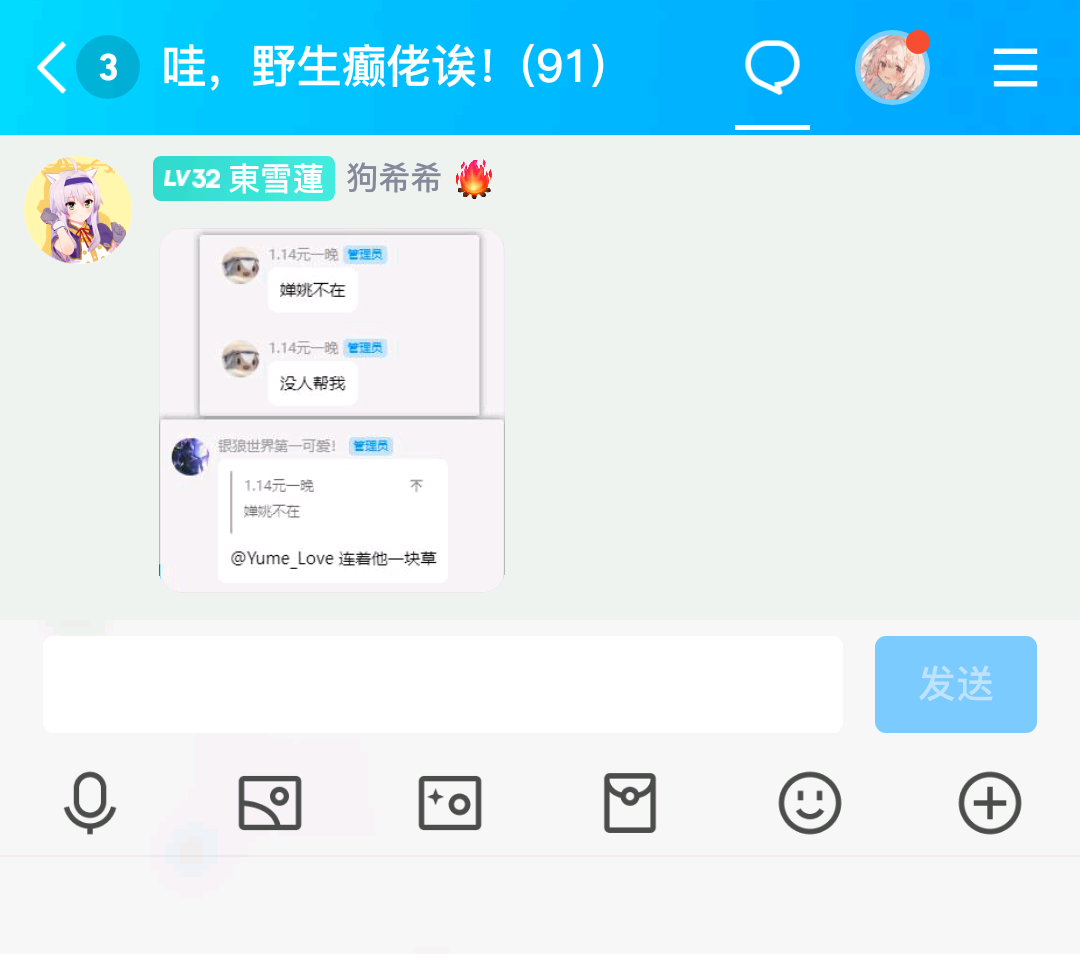 3 哇，野生癫佬诶！(91)
LV32 東雪蓮 狗希希
1.14元一晚 管理员
婵姚不在
1.14元一晚 管理员
没人帮我
银狼世界第一可爱！ 管理员
1.14元一晚
婵姚不在
@Yume_Love 连着他一块草
发送